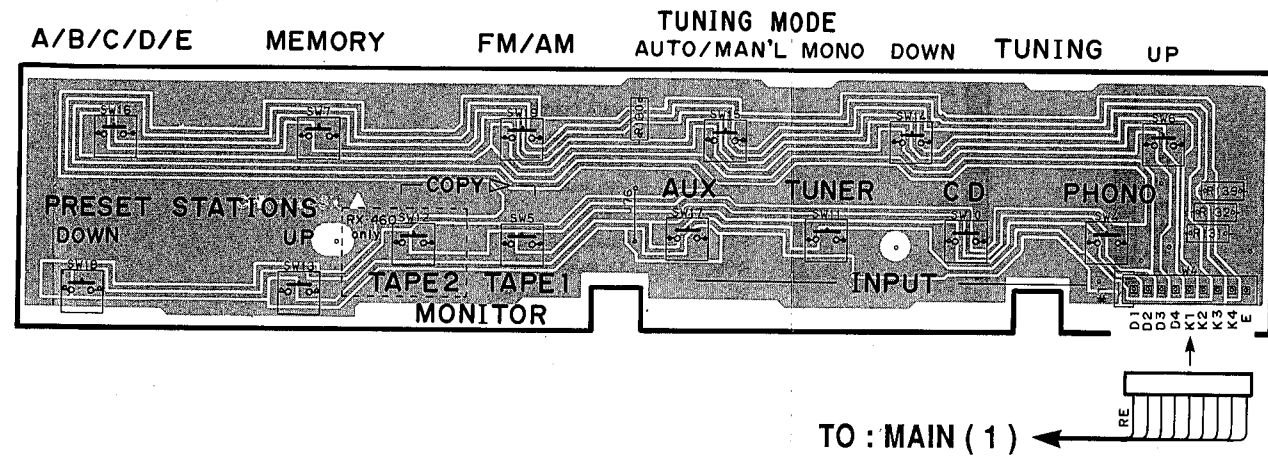 TUNING MODE
A/B/C/D/E MEMORY FM/AM AUTO/MAN'L MONO DOWN TUNING UP
SW16 SW7 SW15 SW14 SW6
COPY AUX TUNER CD PHONO
PRESET STATIONS
DOWN UP
RX-460 only
SW5 SW17 SW11 SW10 SW4
SW13
TAPE2 TAPE1 INPUT
MONITOR
D1 D2 D3 D4 K1 K2 K3 K4 E
RE
TO : MAIN ( 1 )